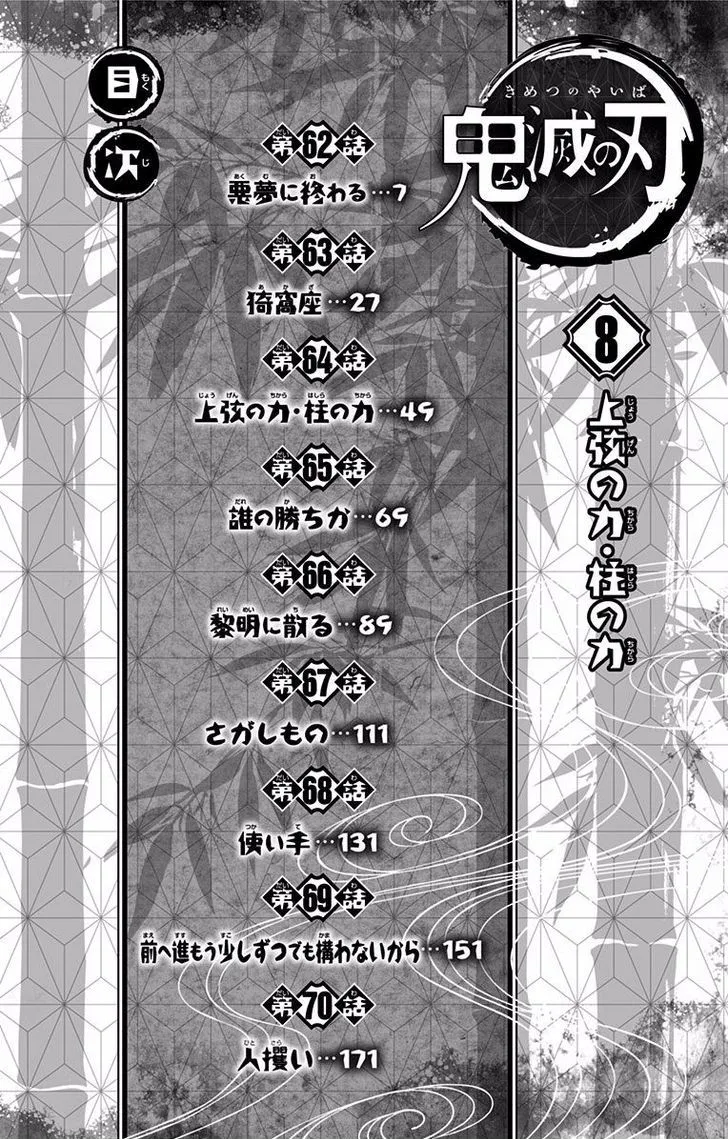 きめつのやいば
鬼滅の刃
8
上弦の力・柱の力
目次
第62話
悪夢に終わる…7
第63話
猗窩座…27
第64話
上弦の力・柱の力…49
第65話
誰の勝ちか…69
第66話
黎明に散る…89
第67話
さがしもの…111
第68話
使い手…131
第69話
前へ進もう少しずつでも構わないから…151
第70話
人攫い…171